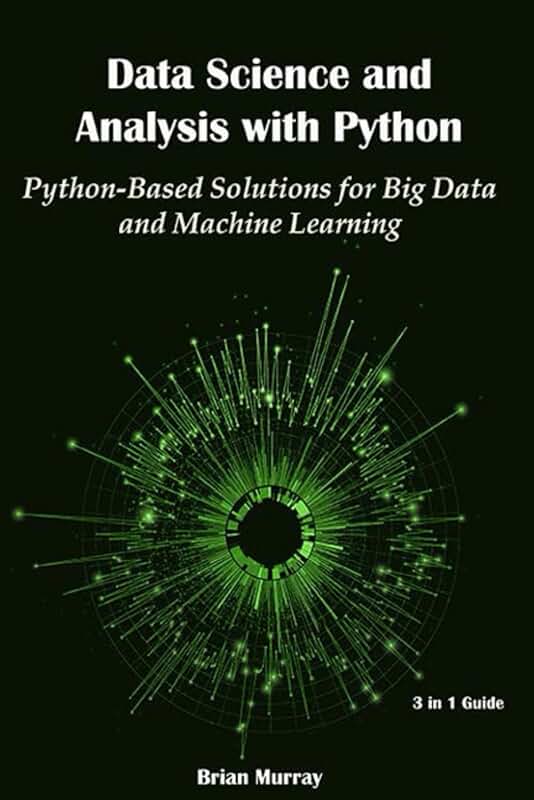 Data Science and
Analysis with Python
Python-Based Solutions for Big Data
and Machine Learning
3 in 1 Guide
Brian Murray